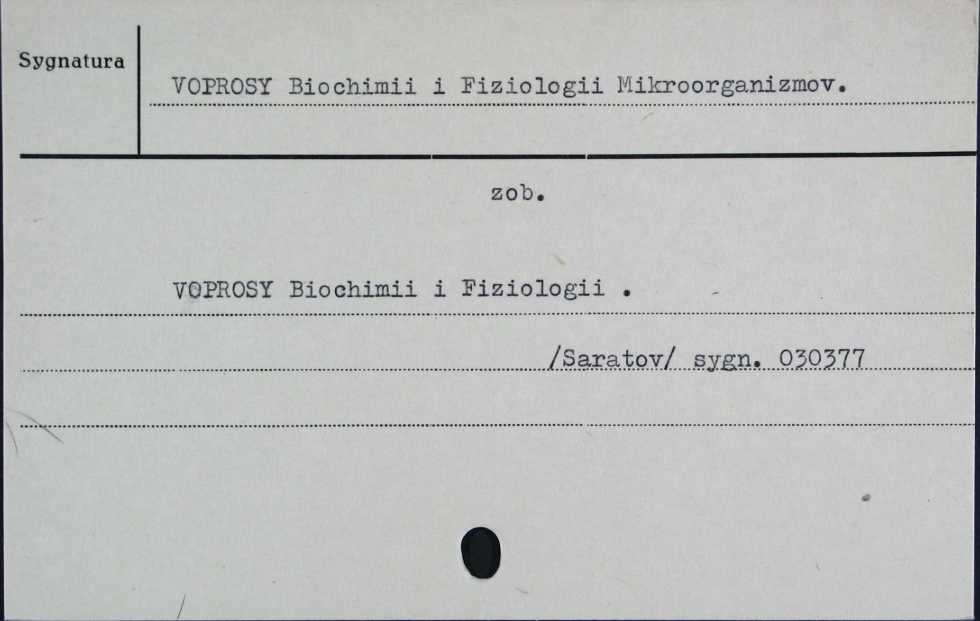 Sygnatura
VOPROSY Biochimii i Fiziologii Mikroorganizmov.
zob.
VOPROSY Biochimii i Fiziologii .
/Saratov/ sygn. 030377